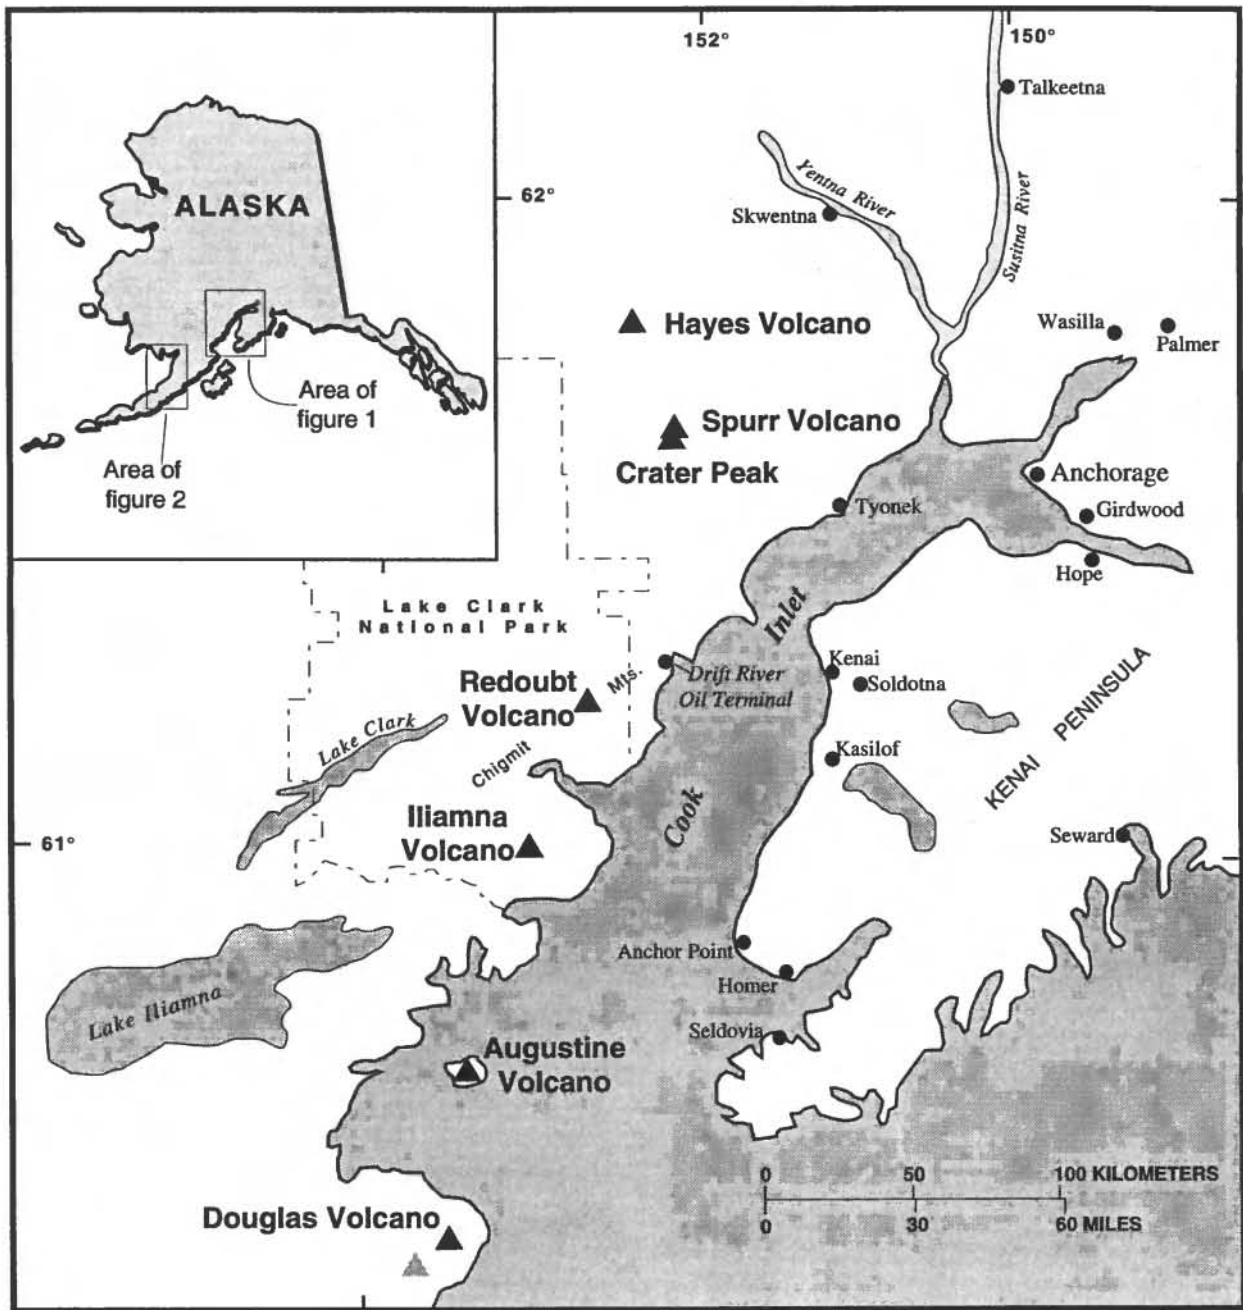 152°
150°
Talkeetna
Yentna River
Susitna River
62°
ALASKA
Skwentna
Hayes Volcano
Wasilla
Palmer
Area of
figure 1
Spurr Volcano
Crater Peak
Area of
figure 2
Anchorage
Tyonek
Girdwood
Hope
Lake Clark
National Park
Inlet
Kenai
Soldotna
Drift River
Oil Terminal
Redoubt
Volcano
Mts.
Chigmit
Lake Clark
Kasilof
KENAI PENINSULA
Cook
Iliamna
Volcano
61°
Seward
Anchor Point
Homer
Lake Iliamna
Seldovia
Augustine
Volcano
0 50 100 KILOMETERS
0 30 60 MILES
Douglas Volcano